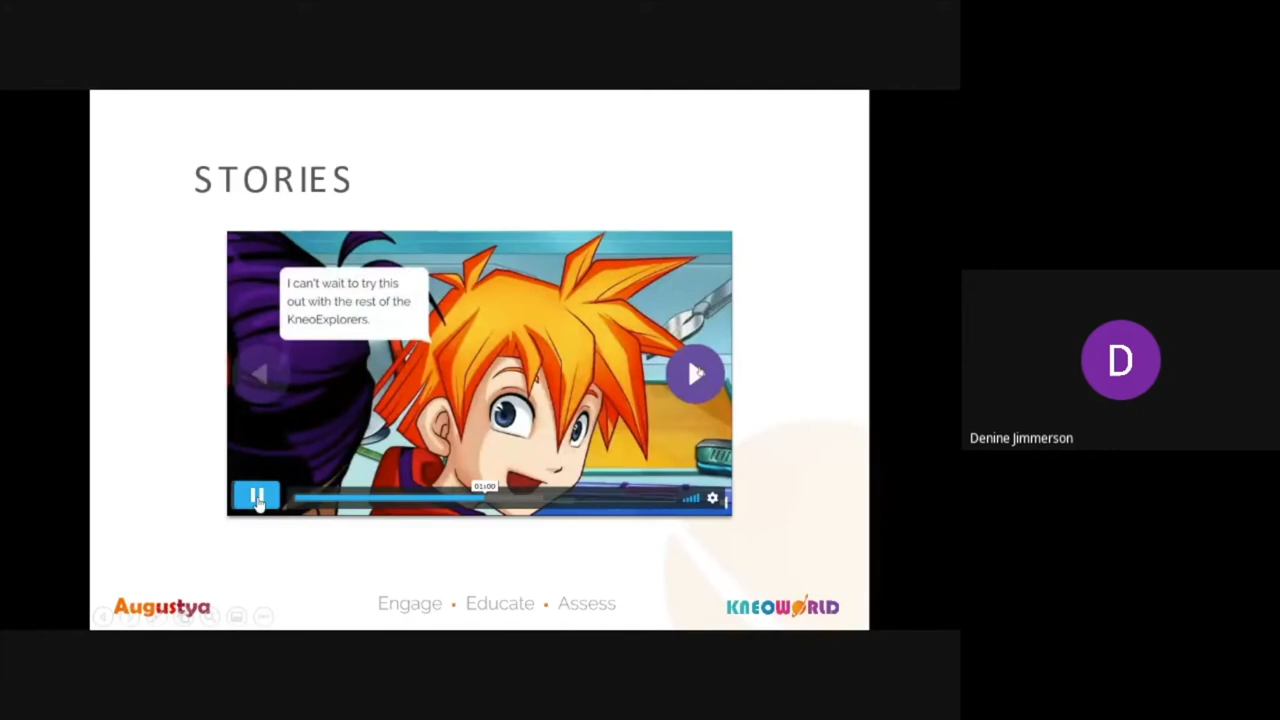 STORIES
I can't wait to try this
out with the rest of the
KneoExplorers.
01:00
D
Denine Jimmerson
Augustya
Engage • Educate • Assess
KNEOWORLD